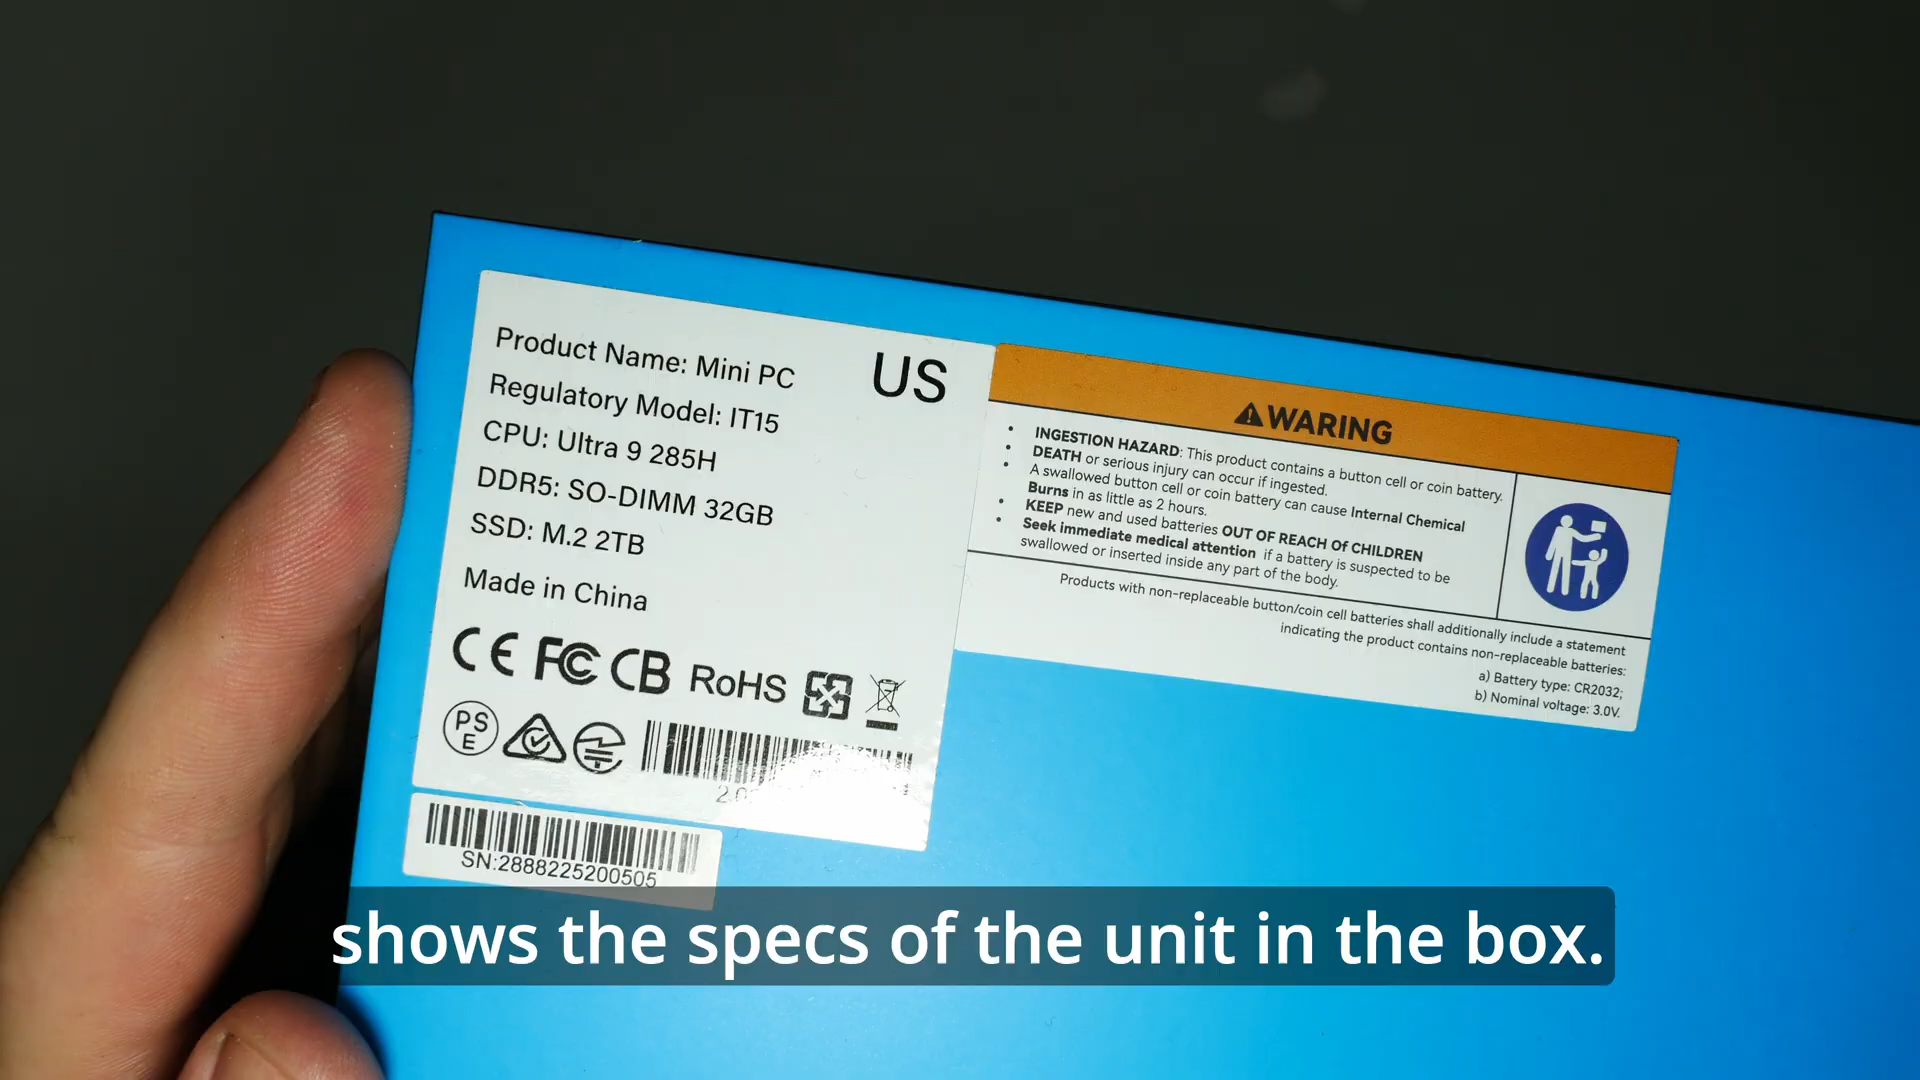 Product Name: Mini PC
US
Regulatory Model: IT15
CPU: Ultra 9 285H
DDR5: SO-DIMM 32GB
SSD: M.2 2TB
Made in China
CE FC CB RoHS
PS
E
SN:2888225200505
WARING
• INGESTION HAZARD: This product contains a button cell or coin battery.
• DEATH or serious injury can occur if ingested.
• A swallowed button cell or coin battery can cause Internal Chemical
Burns in as little as 2 hours.
• KEEP new and used batteries OUT OF REACH Of CHILDREN
• Seek immediate medical attention if a battery is suspected to be
swallowed or inserted inside any part of the body.
Products with non-replaceable button/coin cell batteries shall additionally include a statement
indicating the product contains non-replaceable batteries:
a) Battery type: CR2032;
b) Nominal voltage: 3.0V.
shows the specs of the unit in the box.